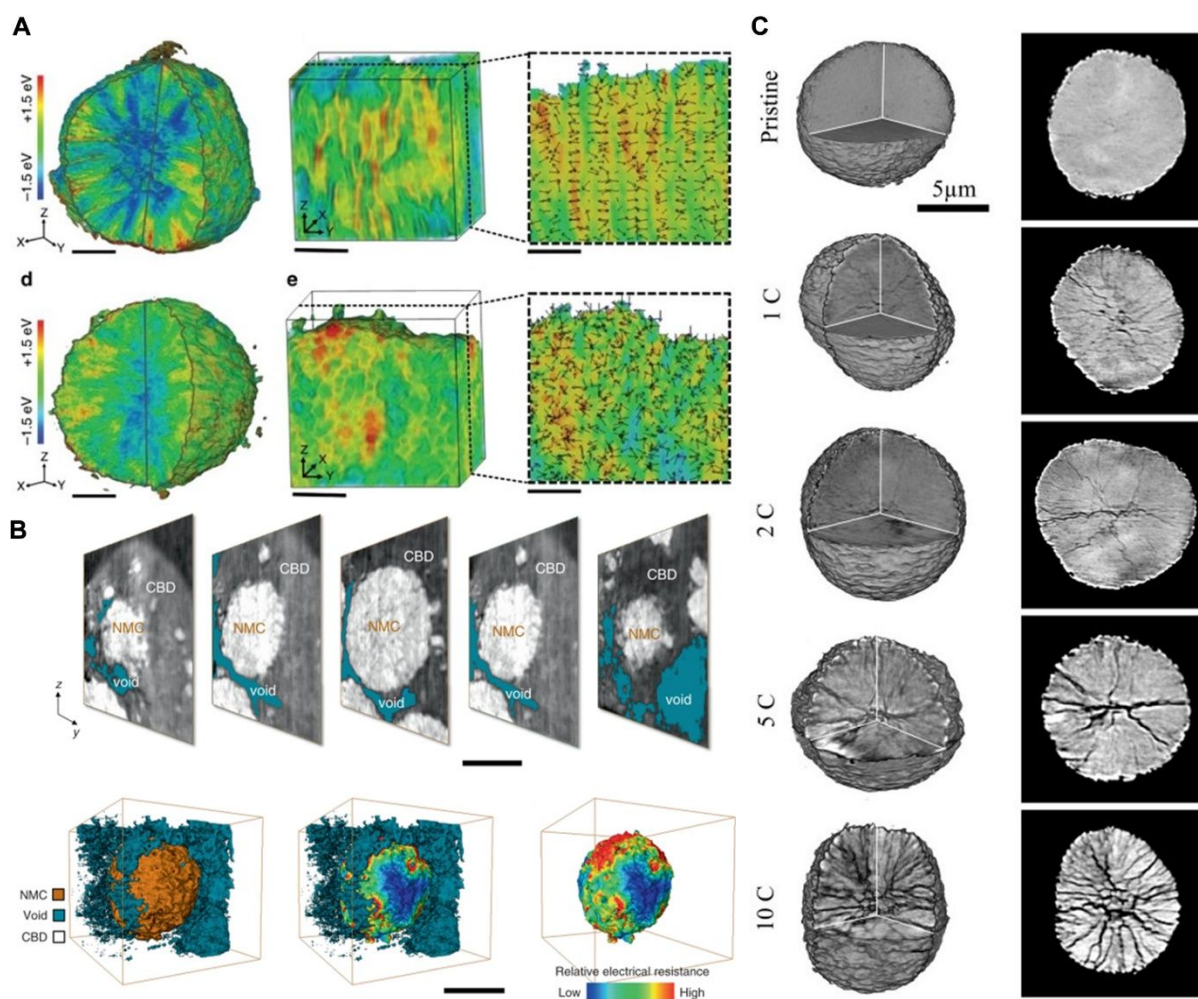 A
+1.5 eV
−1.5 eV
Z
X
Y
Z
X
Y
d
+1.5 eV
−1.5 eV
Z
X
Y
e
Z
X
Y
B
CBD
NMC
void
CBD
NMC
void
CBD
NMC
void
CBD
NMC
void
CBD
NMC
void
z
y
NMC
Void
CBD
Relative electrical resistance
Low High
C
Pristine
5μm
1 C
2 C
5 C
10 C